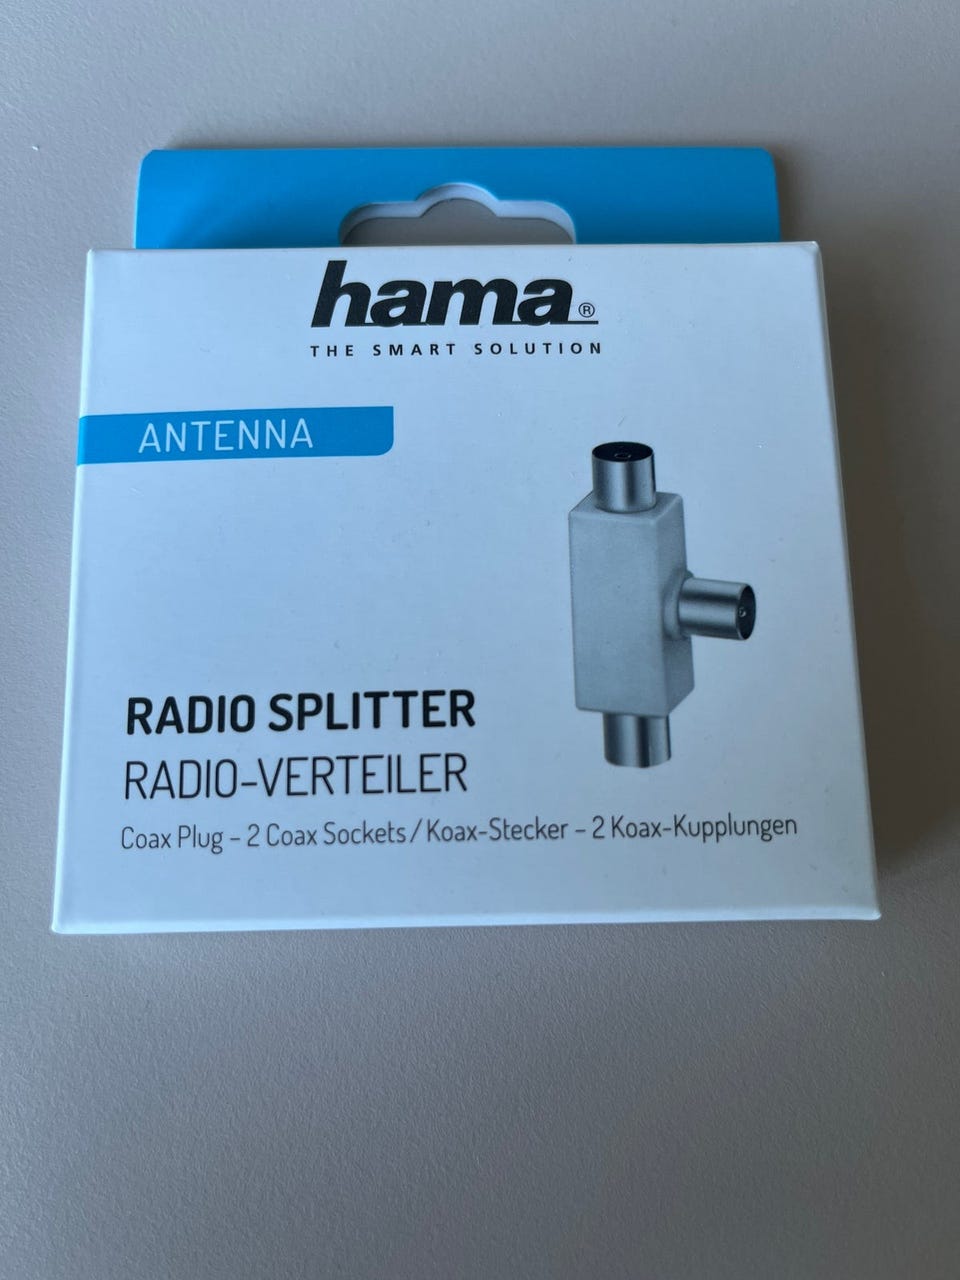 hama®
THE SMART SOLUTION
ANTENNA
RADIO SPLITTER
RADIO-VERTEILER
Coax Plug – 2 Coax Sockets / Koax-Stecker – 2 Koax-Kupplungen